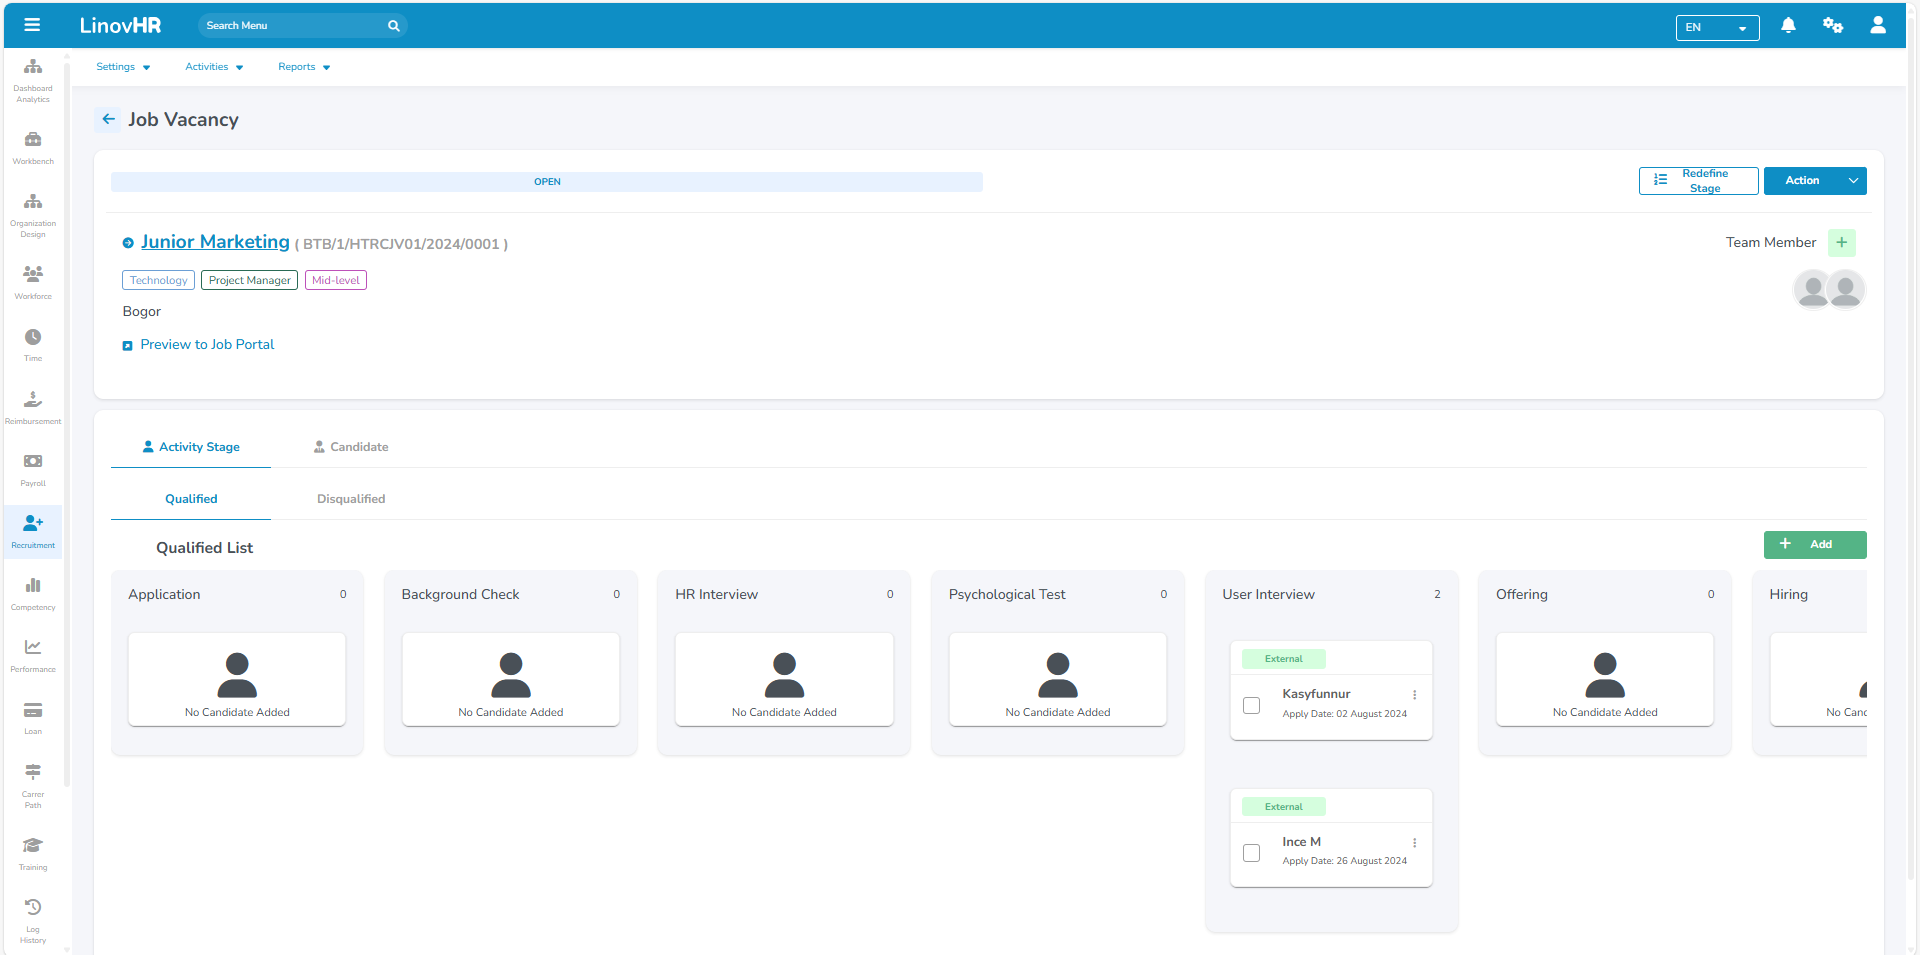 LinovHR
Search Menu
EN
Settings
Activities
Reports
Dashboard
Analytics
Workbench
Organization
Design
Workforce
Time
Reimbursement
Payroll
Recruitment
Competency
Performance
Loan
Carrer
Path
Training
Log
History
Job Vacancy
OPEN
Redefine
Stage
Action
Junior Marketing ( BTB/1/HTRCJV01/2024/0001 )
Team Member
Technology
Project Manager
Mid-level
Bogor
Preview to Job Portal
Activity Stage
Candidate
Qualified
Disqualified
Qualified List
Add
Application 0
No Candidate Added
Background Check 0
No Candidate Added
HR Interview 0
No Candidate Added
Psychological Test 0
No Candidate Added
User Interview 2
External
Kasyfunnur
Apply Date: 02 August 2024
External
Ince M
Apply Date: 26 August 2024
Offering 0
No Candidate Added
Hiring
No Canc